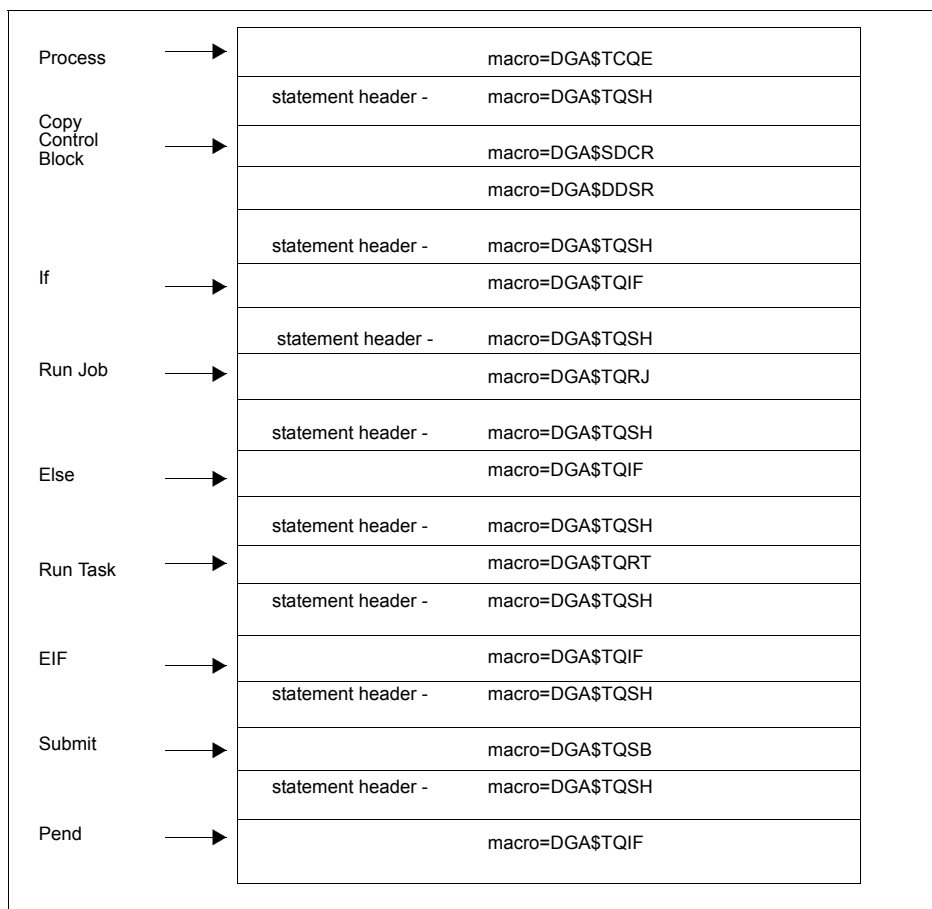 Process
macro=DGA$TCQE
statement header - macro=DGA$TQSH
Copy
Control
Block
macro=DGA$SDCR
macro=DGA$DDSR
statement header - macro=DGA$TQSH
If
macro=DGA$TQIF
statement header - macro=DGA$TQSH
Run Job
macro=DGA$TQRJ
statement header - macro=DGA$TQSH
Else
macro=DGA$TQIF
statement header - macro=DGA$TQSH
Run Task
macro=DGA$TQRT
statement header - macro=DGA$TQSH
EIF
macro=DGA$TQIF
statement header - macro=DGA$TQSH
Submit
macro=DGA$TQSB
statement header - macro=DGA$TQSH
Pend
macro=DGA$TQIF